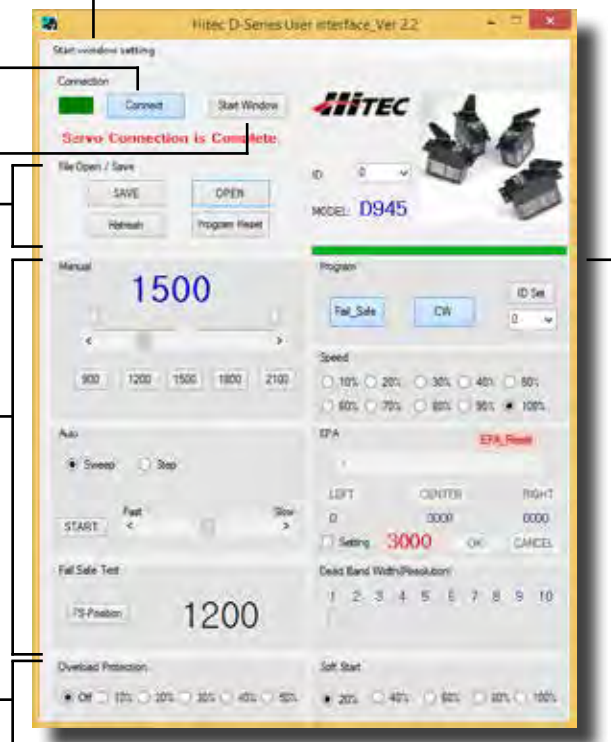 Hitec D-Series User interface_Ver 2.2
Start window setting
Connection
Connect
Start Window
Servo Connection is Complete
HiTEC
File Open / Save
SAVE
OPEN
Refresh
Program Reset
ID
0
MODEL: D945
Manual
1500
<
>
900 1200 1500 1800 2100
Program
Fail_Safe
CW
ID Set
0
Speed
10% 20% 30% 40% 50%
60% 70% 80% 90% 100%
Auto
Sweep Step
Fast Slow
START < >
EPA
EPA_Reset
LEFT CENTER RIGHT
0 3000 0000
Setting 3000 OK CANCEL
Fail Safe Test
FS-Position
1200
Dead Band Width(Resolution)
1 2 3 4 5 6 7 8 9 10
Overload Protection
Off 10% 20% 30% 40% 50%
Soft Start
20% 40% 60% 80% 100%